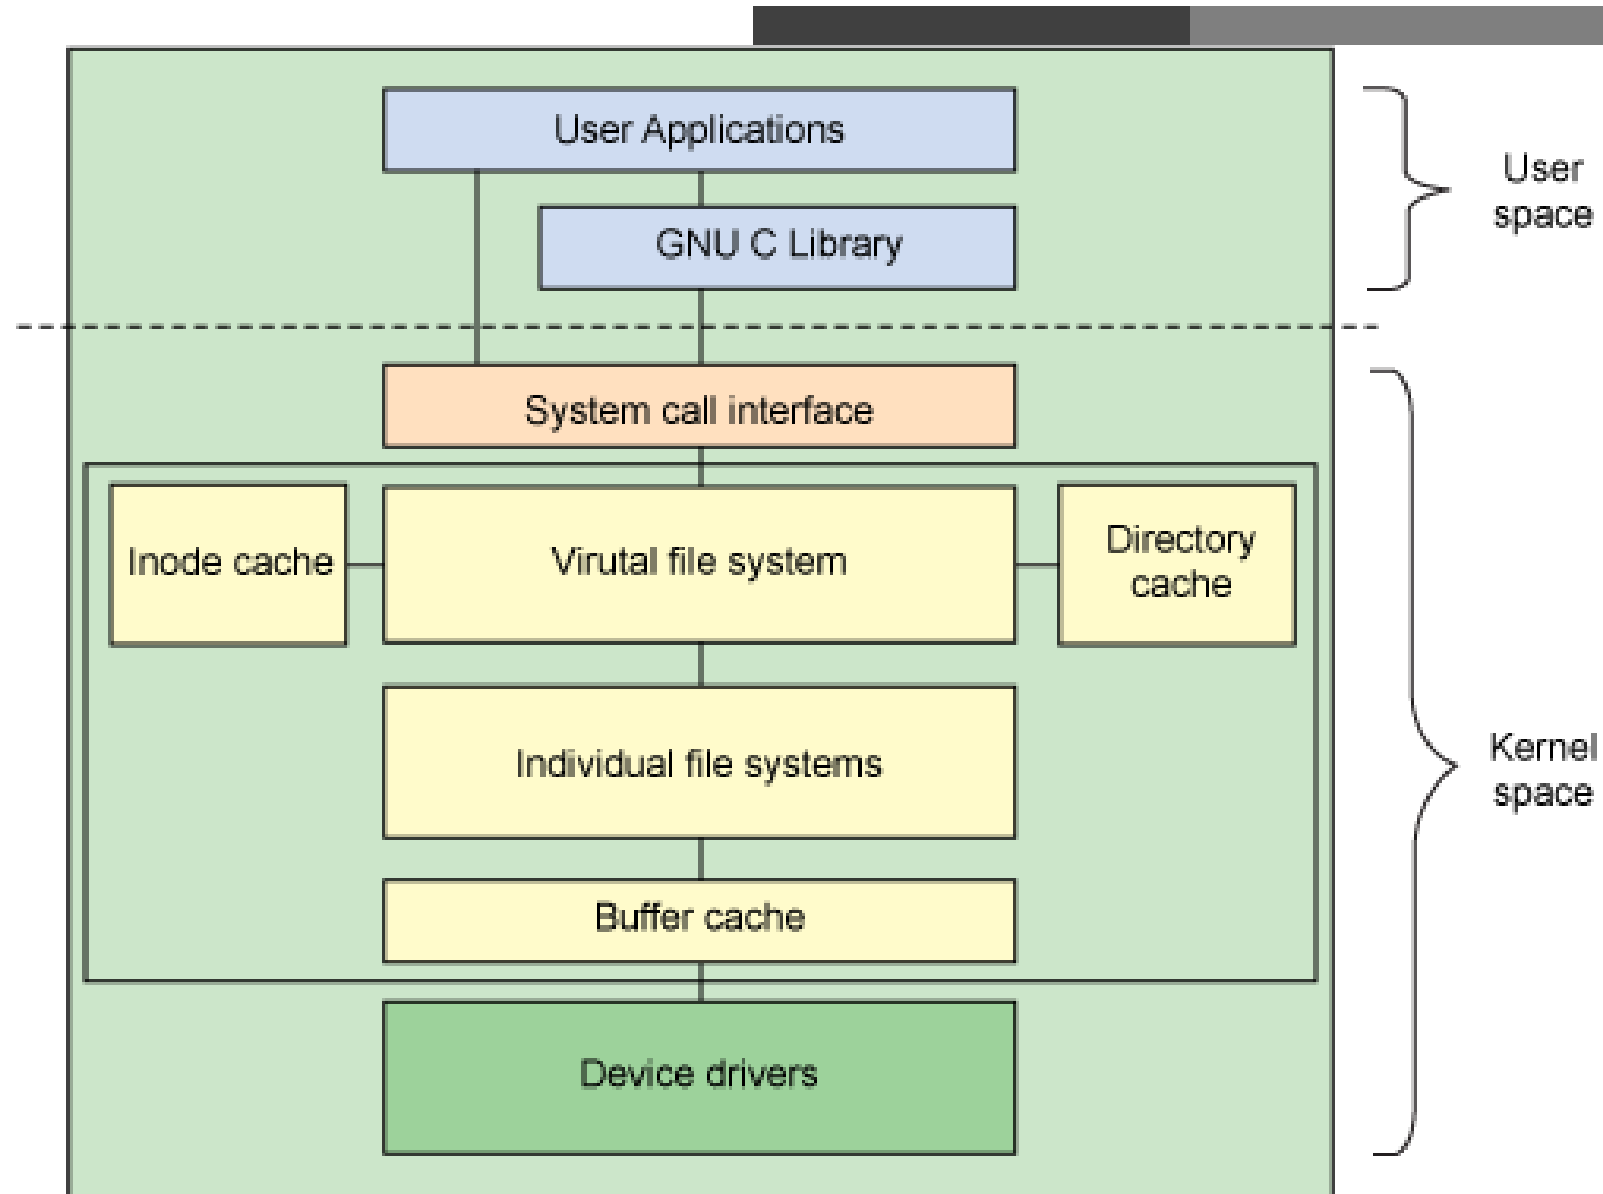 User Applications
User
space
GNU C Library
System call interface
Inode cache
Virutal file system
Directory
cache
Individual file systems
Kernel
space
Buffer cache
Device drivers